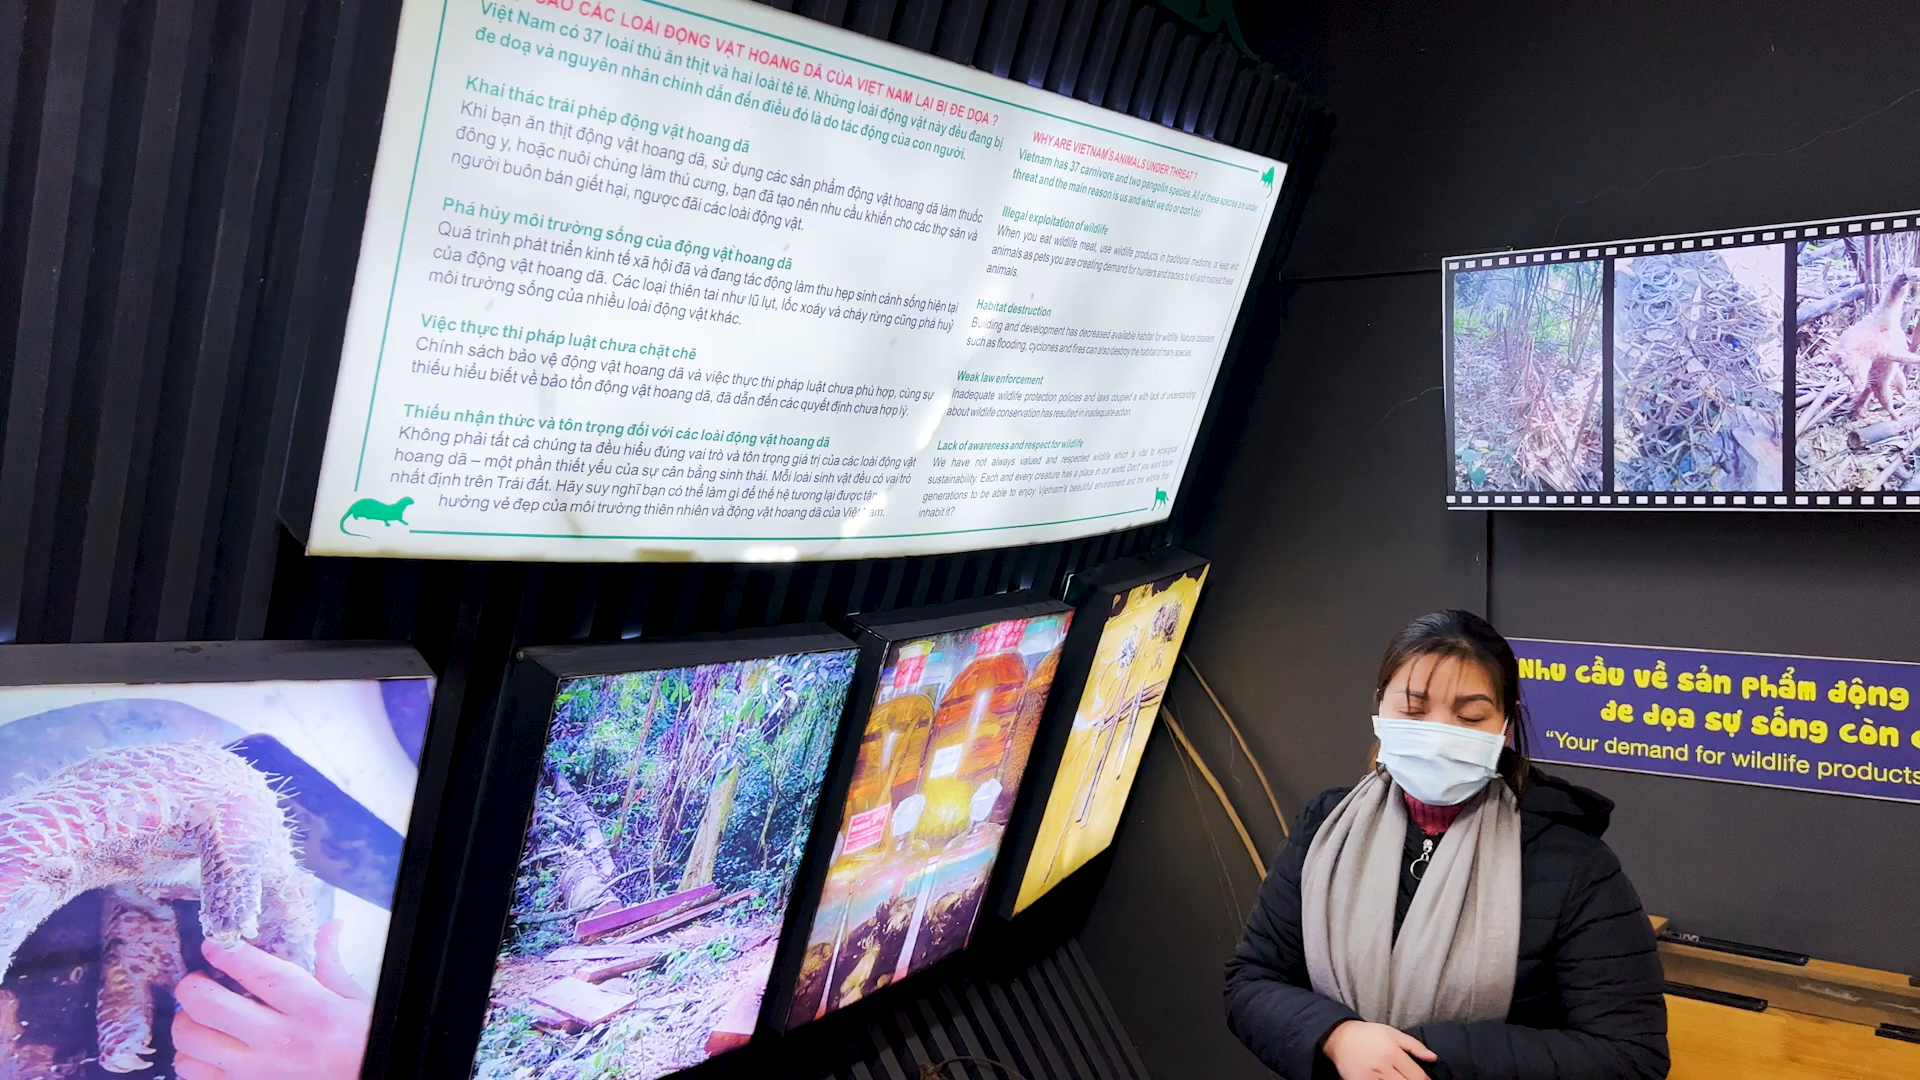 SAO CÁC LOÀI ĐỘNG VẬT HOANG DÃ CỦA VIỆT NAM LẠI BỊ ĐE DỌA ?
Việt Nam có 37 loài thú ăn thịt và hai loài tê tê. Những loài động vật này đều đang bị
đe doạ và nguyên nhân chính dẫn đến điều đó là do tác động của con người.
Khai thác trái phép động vật hoang dã
Khi bạn ăn thịt động vật hoang dã, sử dụng các sản phẩm động vật hoang dã làm thuốc
đông y, hoặc nuôi chúng làm thú cưng, bạn đã tạo nên nhu cầu khiến cho các thợ săn và
người buôn bán giết hại, ngược đãi các loài động vật.
Phá hủy môi trường sống của động vật hoang dã
Quá trình phát triển kinh tế xã hội đã và đang tác động làm thu hẹp sinh cảnh sống hiện tại
của động vật hoang dã. Các loại thiên tai như lũ lụt, lốc xoáy và cháy rừng cũng phá huỷ
môi trường sống của nhiều loài động vật khác.
Việc thực thi pháp luật chưa chặt chẽ
Chính sách bảo vệ động vật hoang dã và việc thực thi pháp luật chưa phù hợp, cùng sự
thiếu hiểu biết về bảo tồn động vật hoang dã, đã dẫn đến các quyết định chưa hợp lý.
Thiếu nhận thức và tôn trọng đối với các loài động vật hoang dã
Không phải tất cả chúng ta đều hiểu đúng vai trò và tôn trọng giá trị của các loài động vật
hoang dã – một phần thiết yếu của sự cân bằng sinh thái. Mỗi loài sinh vật đều có vai trò
nhất định trên Trái đất. Hãy suy nghĩ bạn có thể làm gì để thế hệ tương lại được tận
hưởng vẻ đẹp của môi trường thiên nhiên và động vật hoang dã của Việt Nam.
WHY ARE VIETNAM'S ANIMALS UNDER THREAT ?
Vietnam has 37 carnivore and two pangolin species. All of these species are under
threat and the main reason is us and what we do or don't do!
Illegal exploitation of wildlife
When you eat wildlife meat, use wildlife products in traditional medicine, or keep wild
animals as pets you are creating demand for hunters and traders to kill and mistreat these
animals.
Habitat destruction
Building and development has decreased available habitat for wildlife. Natural disasters
such as flooding, cyclones and fires can also destroy the habitat of many species.
Weak law enforcement
Inadequate wildlife protection policies and laws coupled a with lack of understanding
about wildlife conservation has resulted in inadequate action.
Lack of awareness and respect for wildlife
We have not always valued and respected wildlife which is vital to ecological
sustainability. Each and every creature has a place in our world. Don't you want future
generations to be able to enjoy Vietnam's beautiful environment and the wildlife that
inhabit it?
Nhu cầu về sản phẩm động
đe dọa sự sống còn
"Your demand for wildlife products